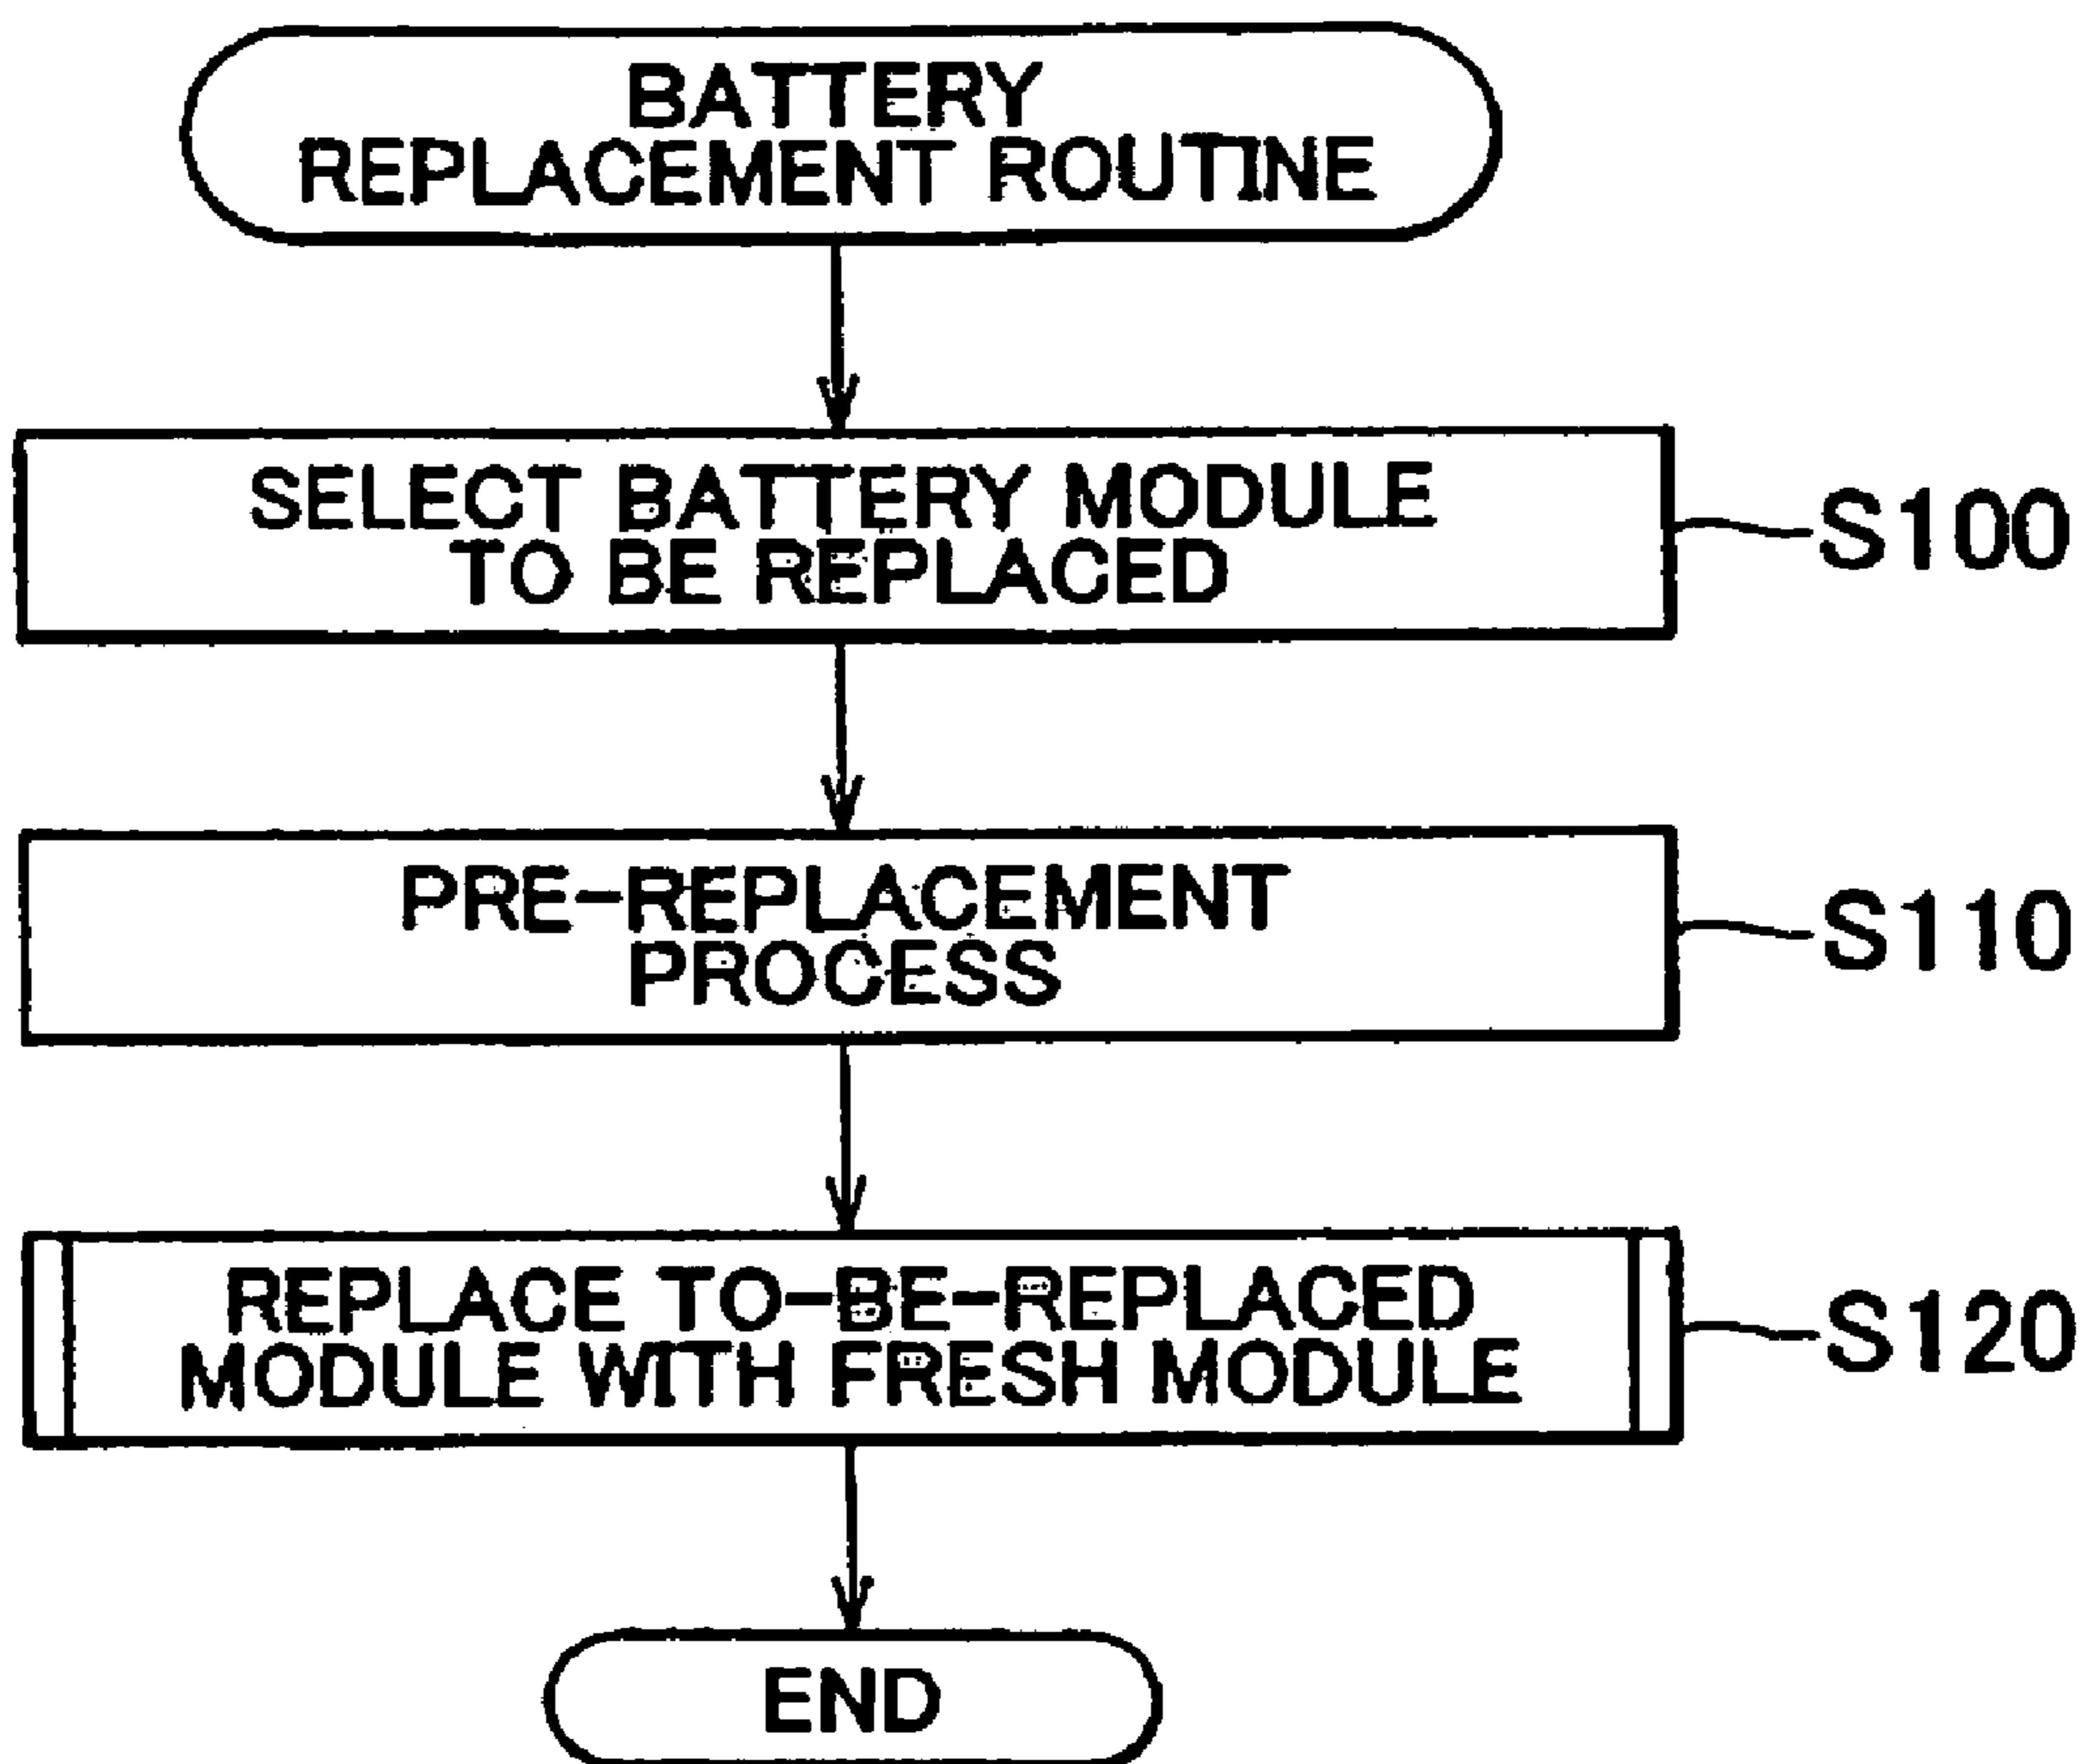 BATTERY
REPLACEMENT ROUTINE
SELECT BATTERY MODULE
TO BE REPLACED
S100
PRE-REPLACEMENT
PROCESS
S110
REPLACE TO-BE-REPLACED
MODULE WITH FRESH MODULE
S120
END